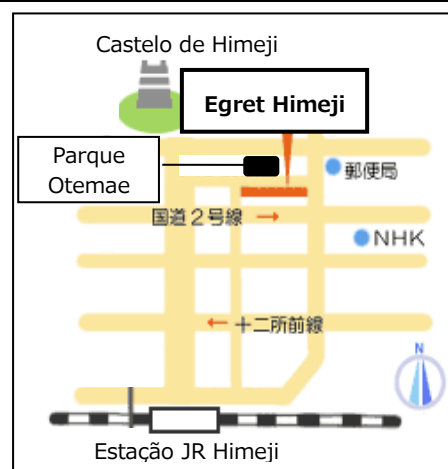 Castelo de Himeji
Egret Himeji
Parque
Otemae
郵便局
国道２号線 →
NHK
← 十二所前線
N
Estação JR Himeji